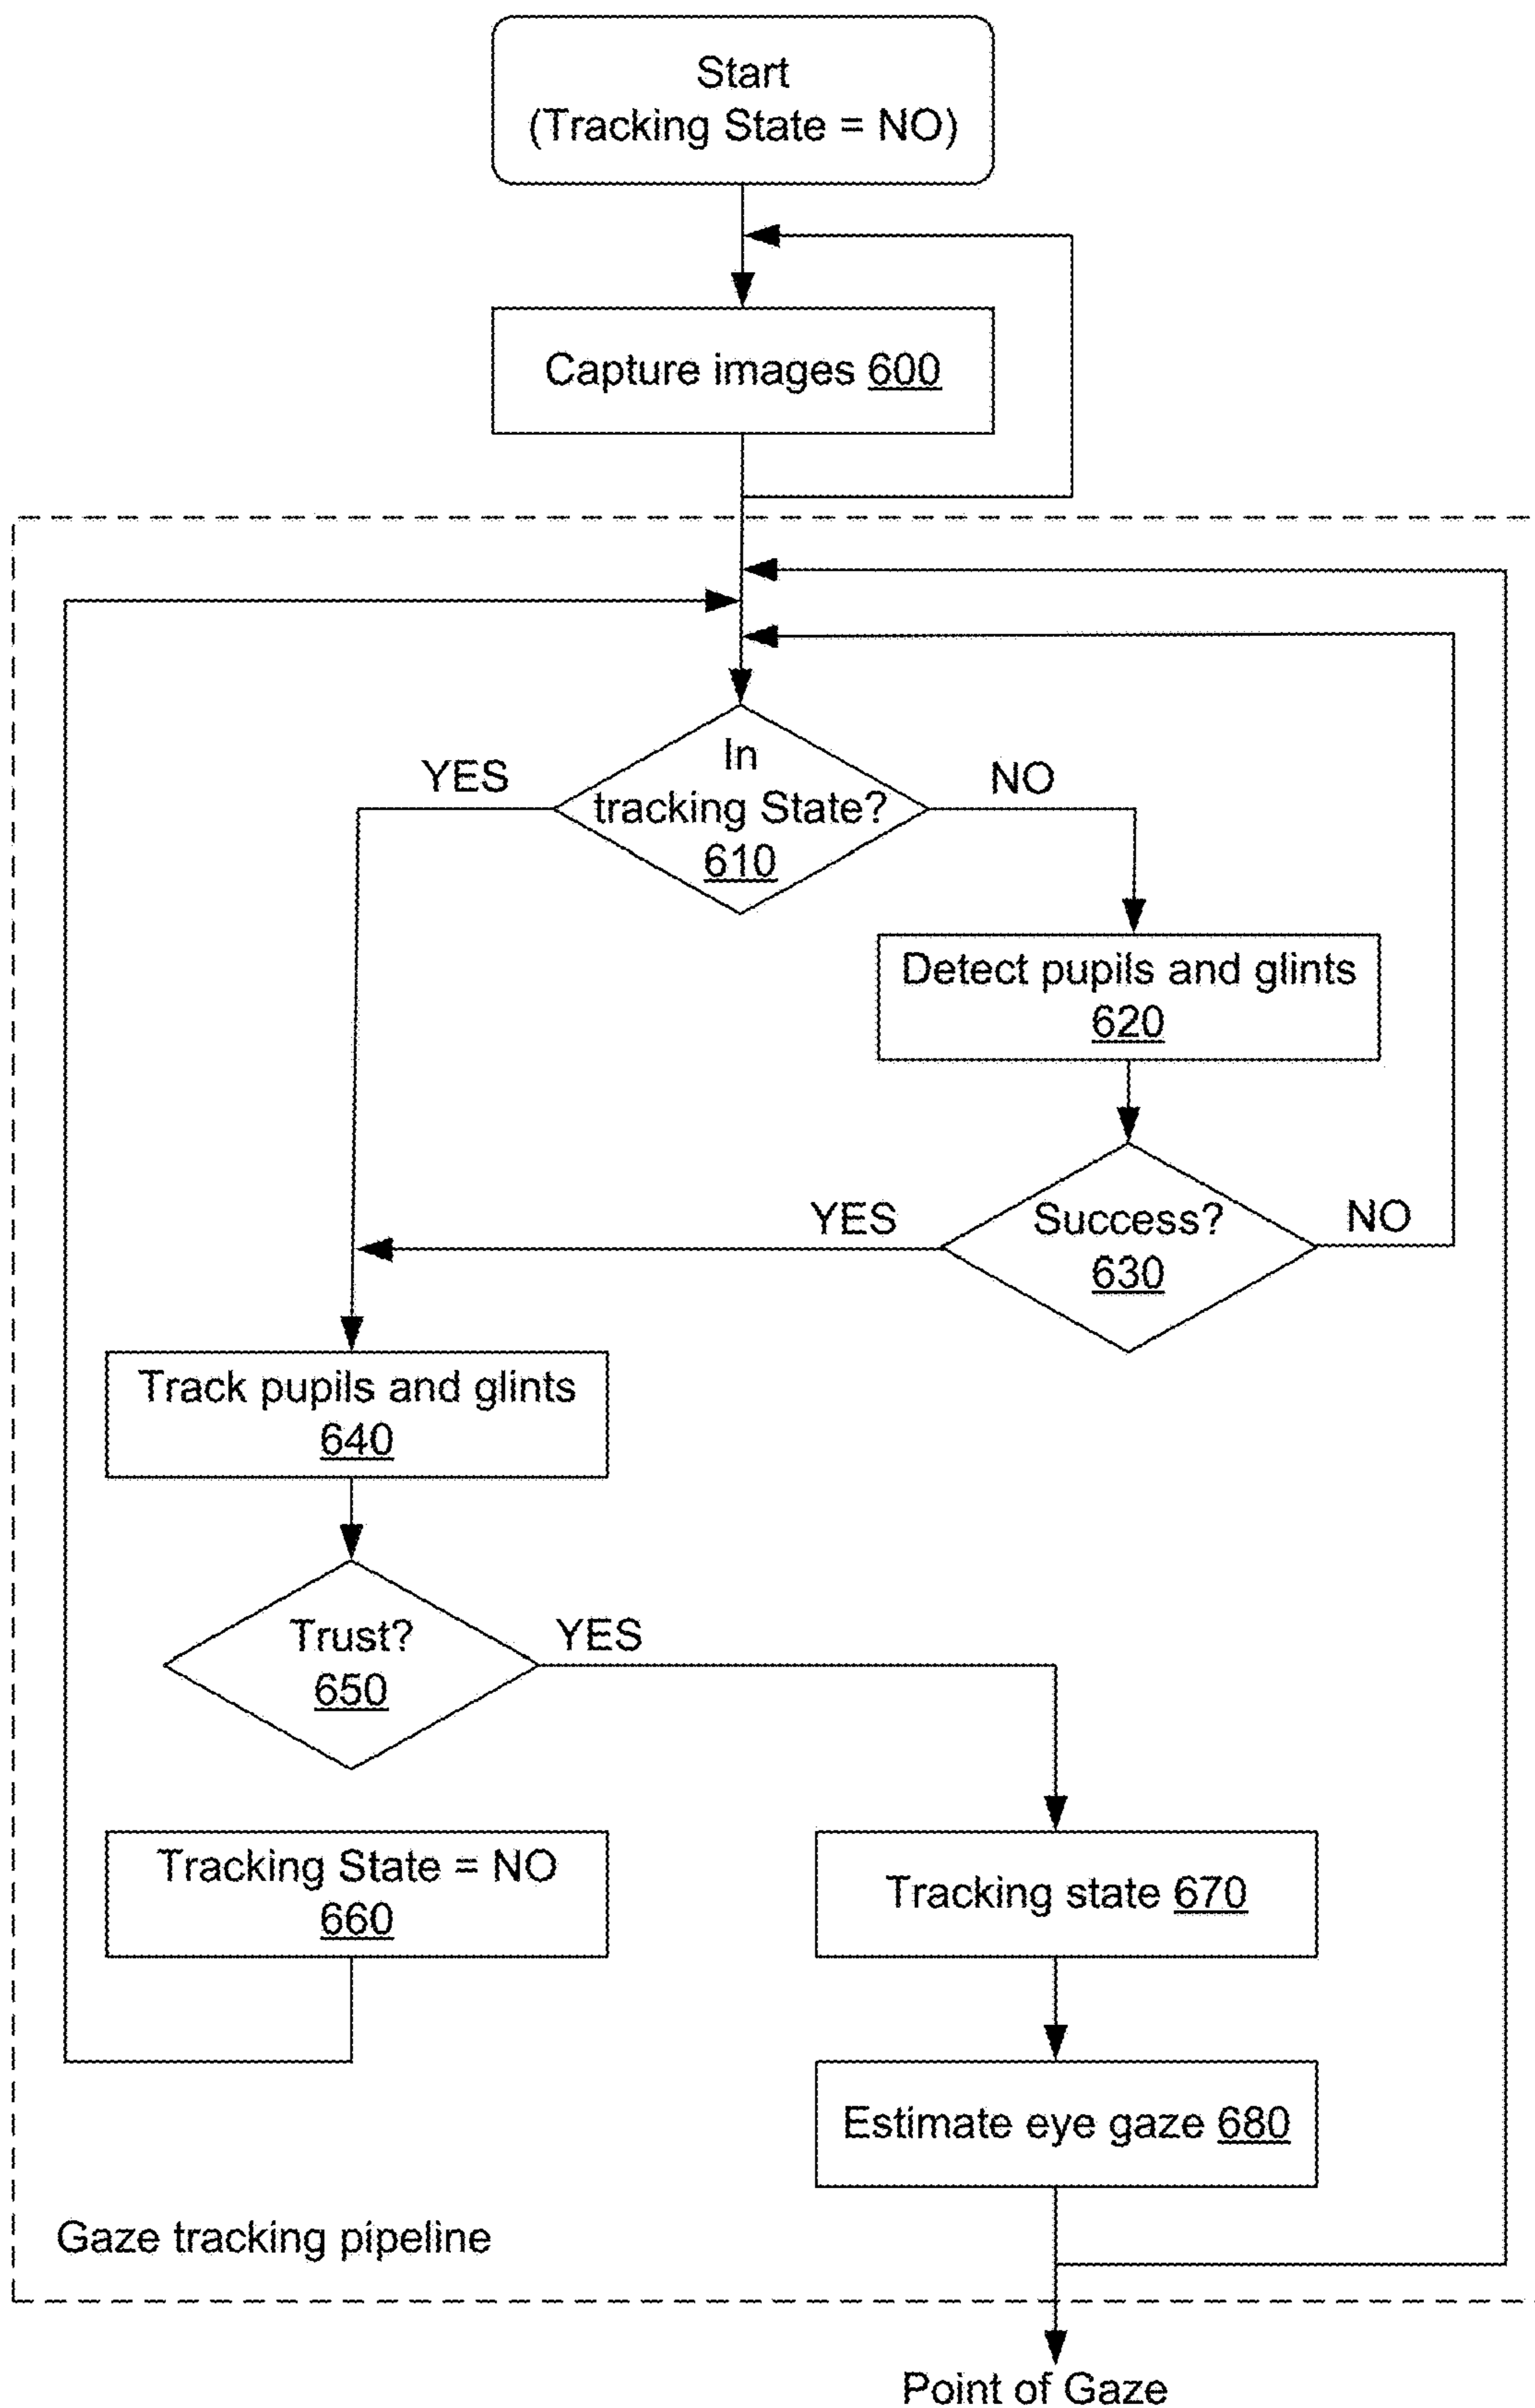 Start
(Tracking State = NO)
Capture images 600
In
tracking State?
610
YES
NO
Detect pupils and glints
620
Success?
630
YES
NO
Track pupils and glints
640
Trust?
650
YES
Tracking State = NO
660
Tracking state 670
Estimate eye gaze 680
Gaze tracking pipeline
Point of Gaze